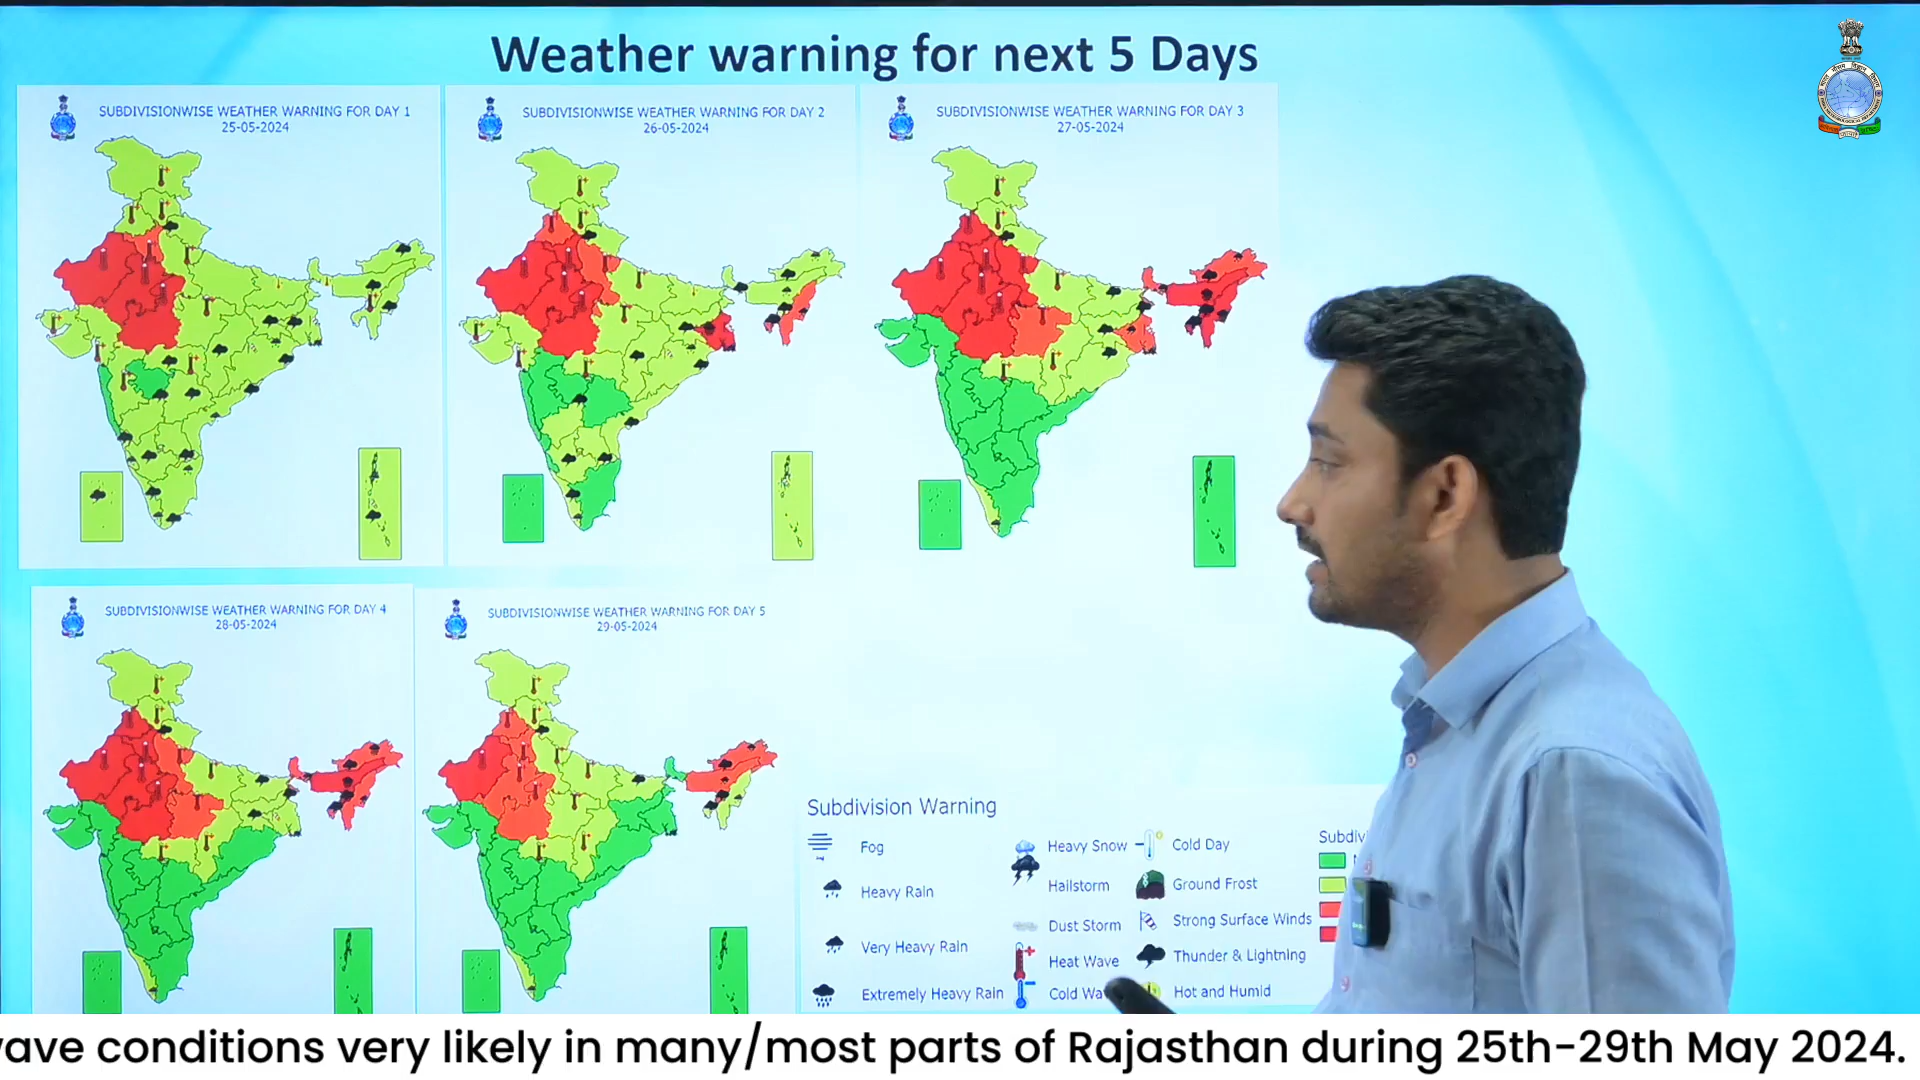 Weather warning for next 5 Days
SUBDIVISIONWISE WEATHER WARNING FOR DAY 1
25-05-2024
SUBDIVISIONWISE WEATHER WARNING FOR DAY 2
26-05-2024
SUBDIVISIONWISE WEATHER WARNING FOR DAY 3
27-05-2024
SUBDIVISIONWISE WEATHER WARNING FOR DAY 4
28-05-2024
SUBDIVISIONWISE WEATHER WARNING FOR DAY 5
29-05-2024
Subdivision Warning
Fog
Heavy Rain
Very Heavy Rain
Extremely Heavy Rain
Heavy Snow
Hailstorm
Dust Storm
Heat Wave
Cold Wa
Cold Day
Ground Frost
Strong Surface Winds
Thunder & Lightning
Hot and Humid
Subdiv
wave conditions very likely in many/most parts of Rajasthan during 25th-29th May 2024.